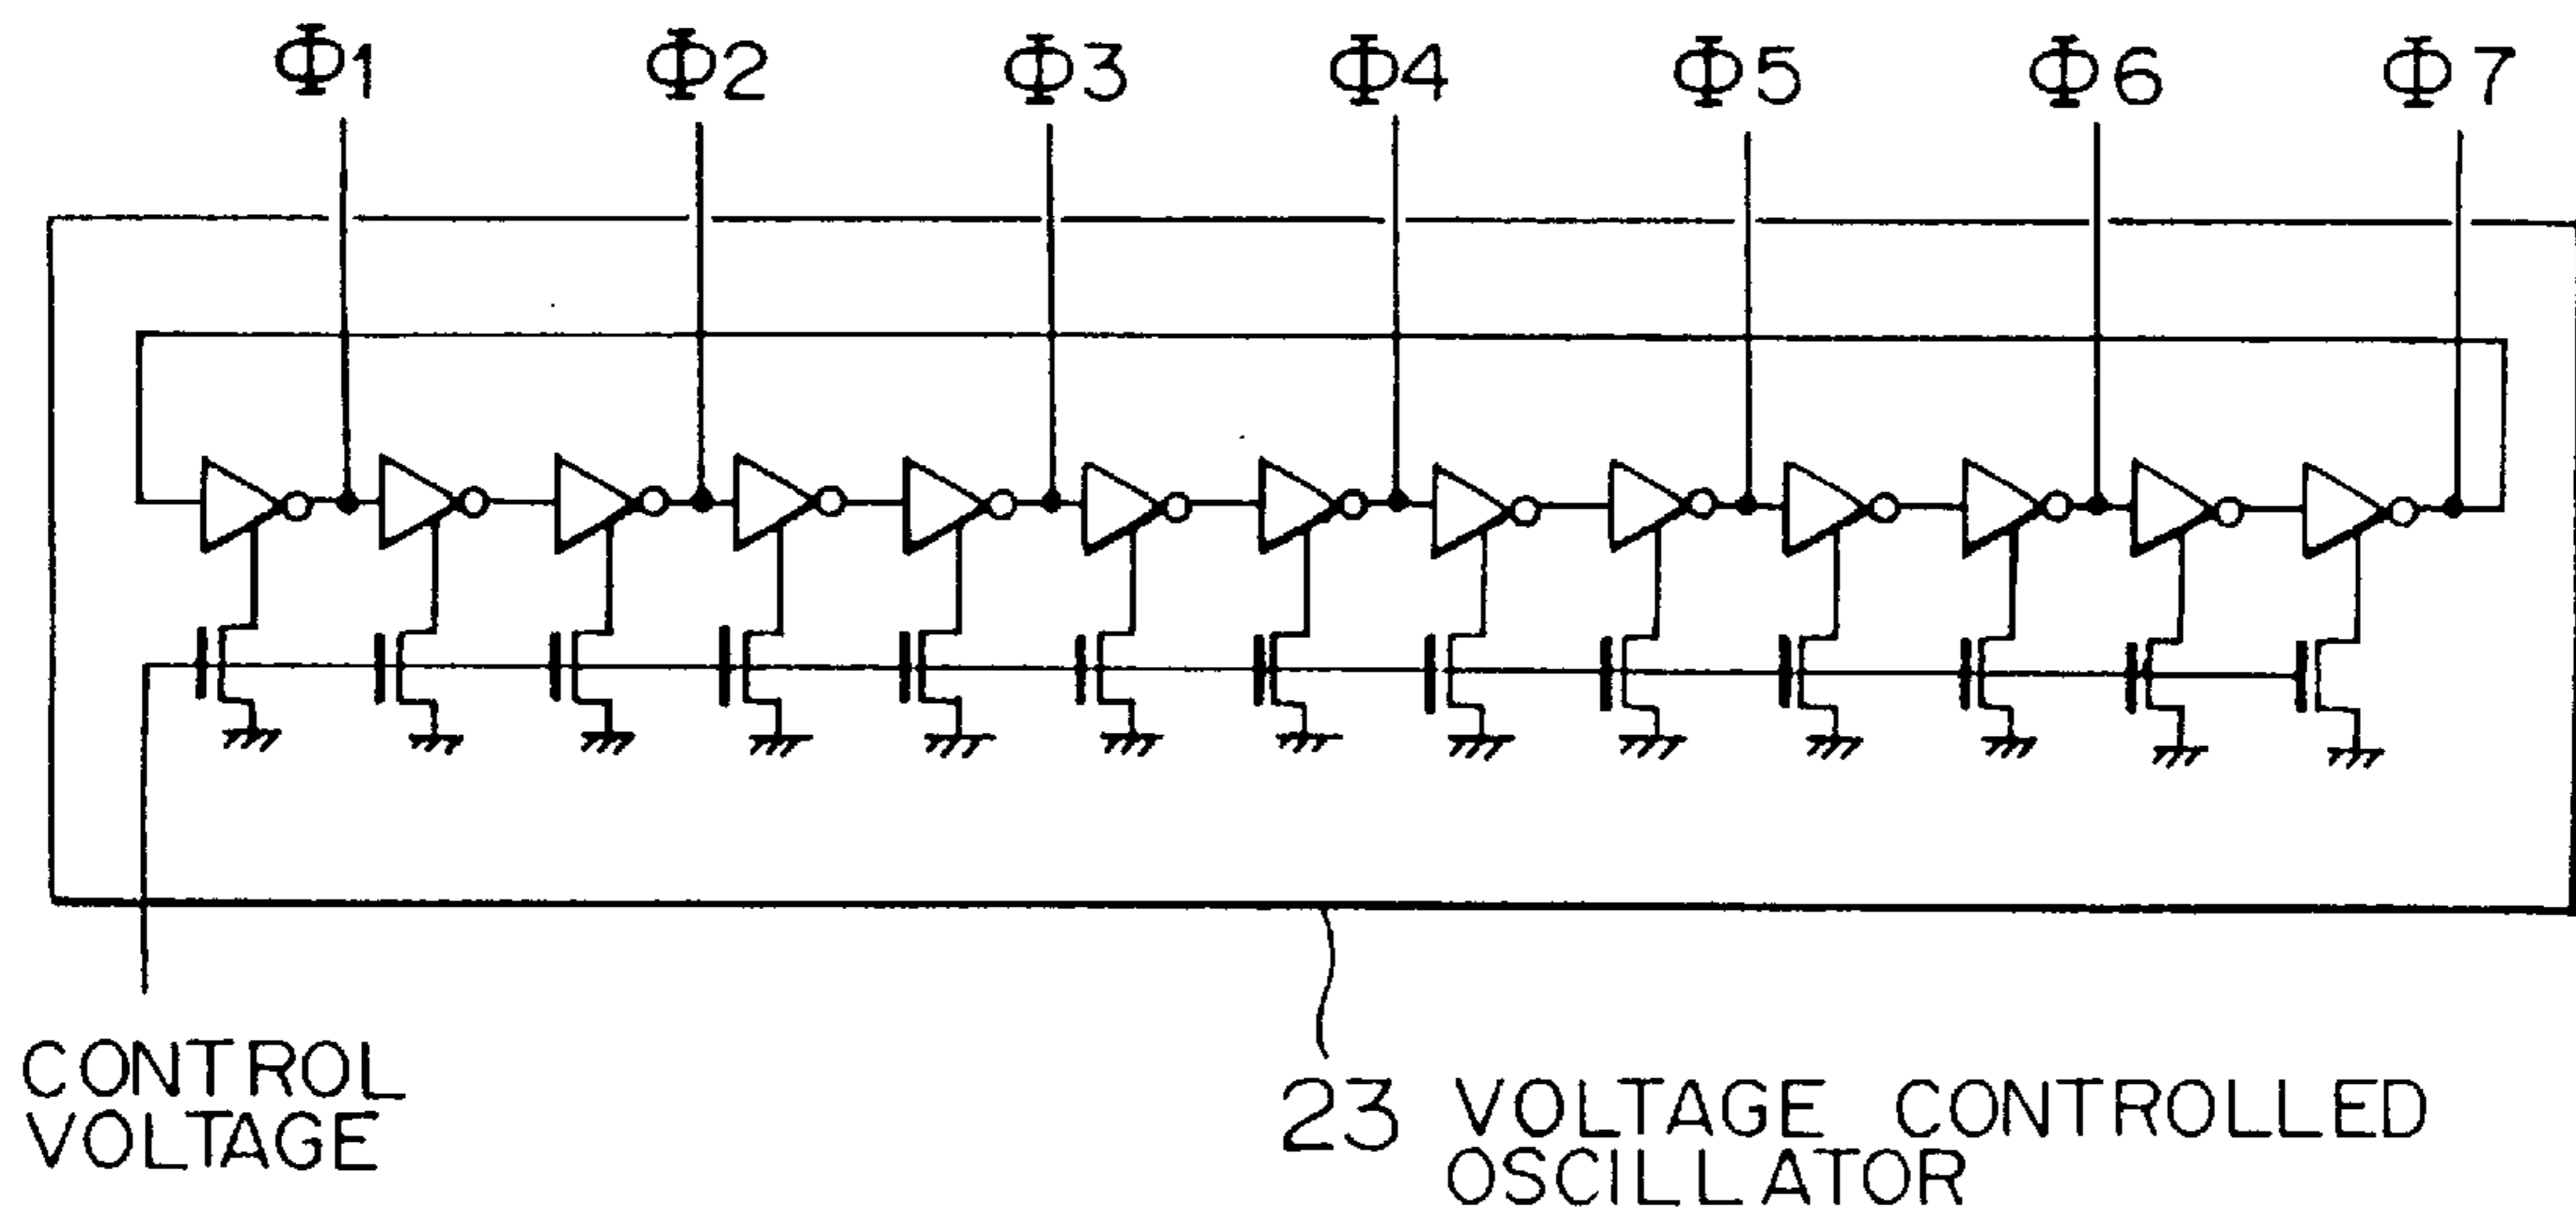 Φ1 Φ2 Φ3 Φ4 Φ5 Φ6 Φ7
CONTROL
VOLTAGE
23 VOLTAGE CONTROLLED
OSCILLATOR